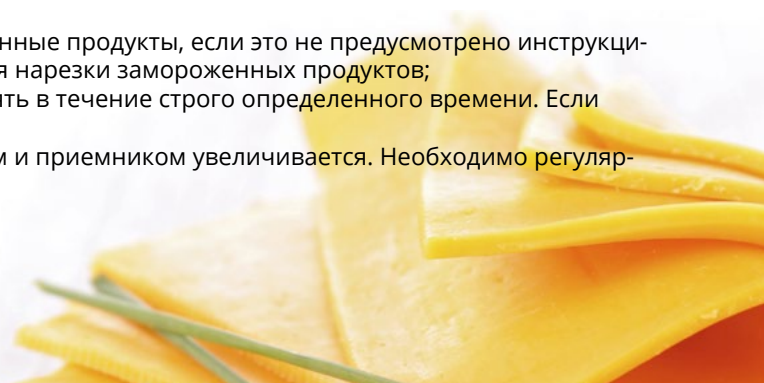 нные продукты, если это не предусмотрено инструкци-
я нарезки замороженных продуктов;
ть в течение строго определенного времени. Если
м и приемником увеличивается. Необходимо регуляр-